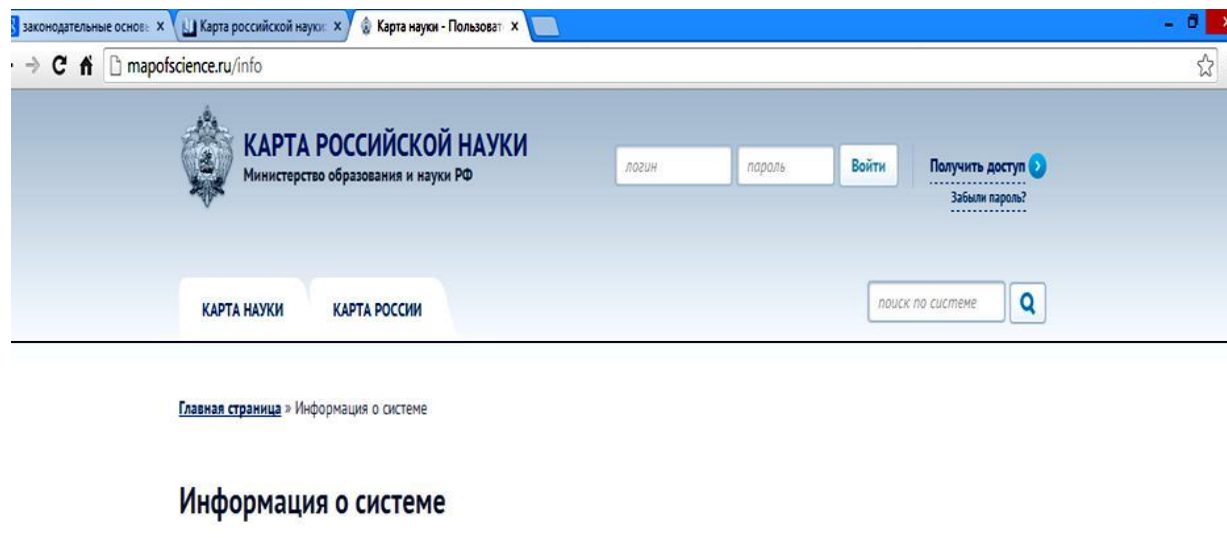 законодательные основ
Карта российской науки:
Карта науки - Пользоват
mapofscience.ru/info
КАРТА РОССИЙСКОЙ НАУКИ
Министерство образования и науки РФ
логин
пароль
Войти
Получить доступ
Забыли пароль?
КАРТА НАУКИ
КАРТА РОССИИ
поиск по системе
Главная страница » Информация о системе
Информация о системе